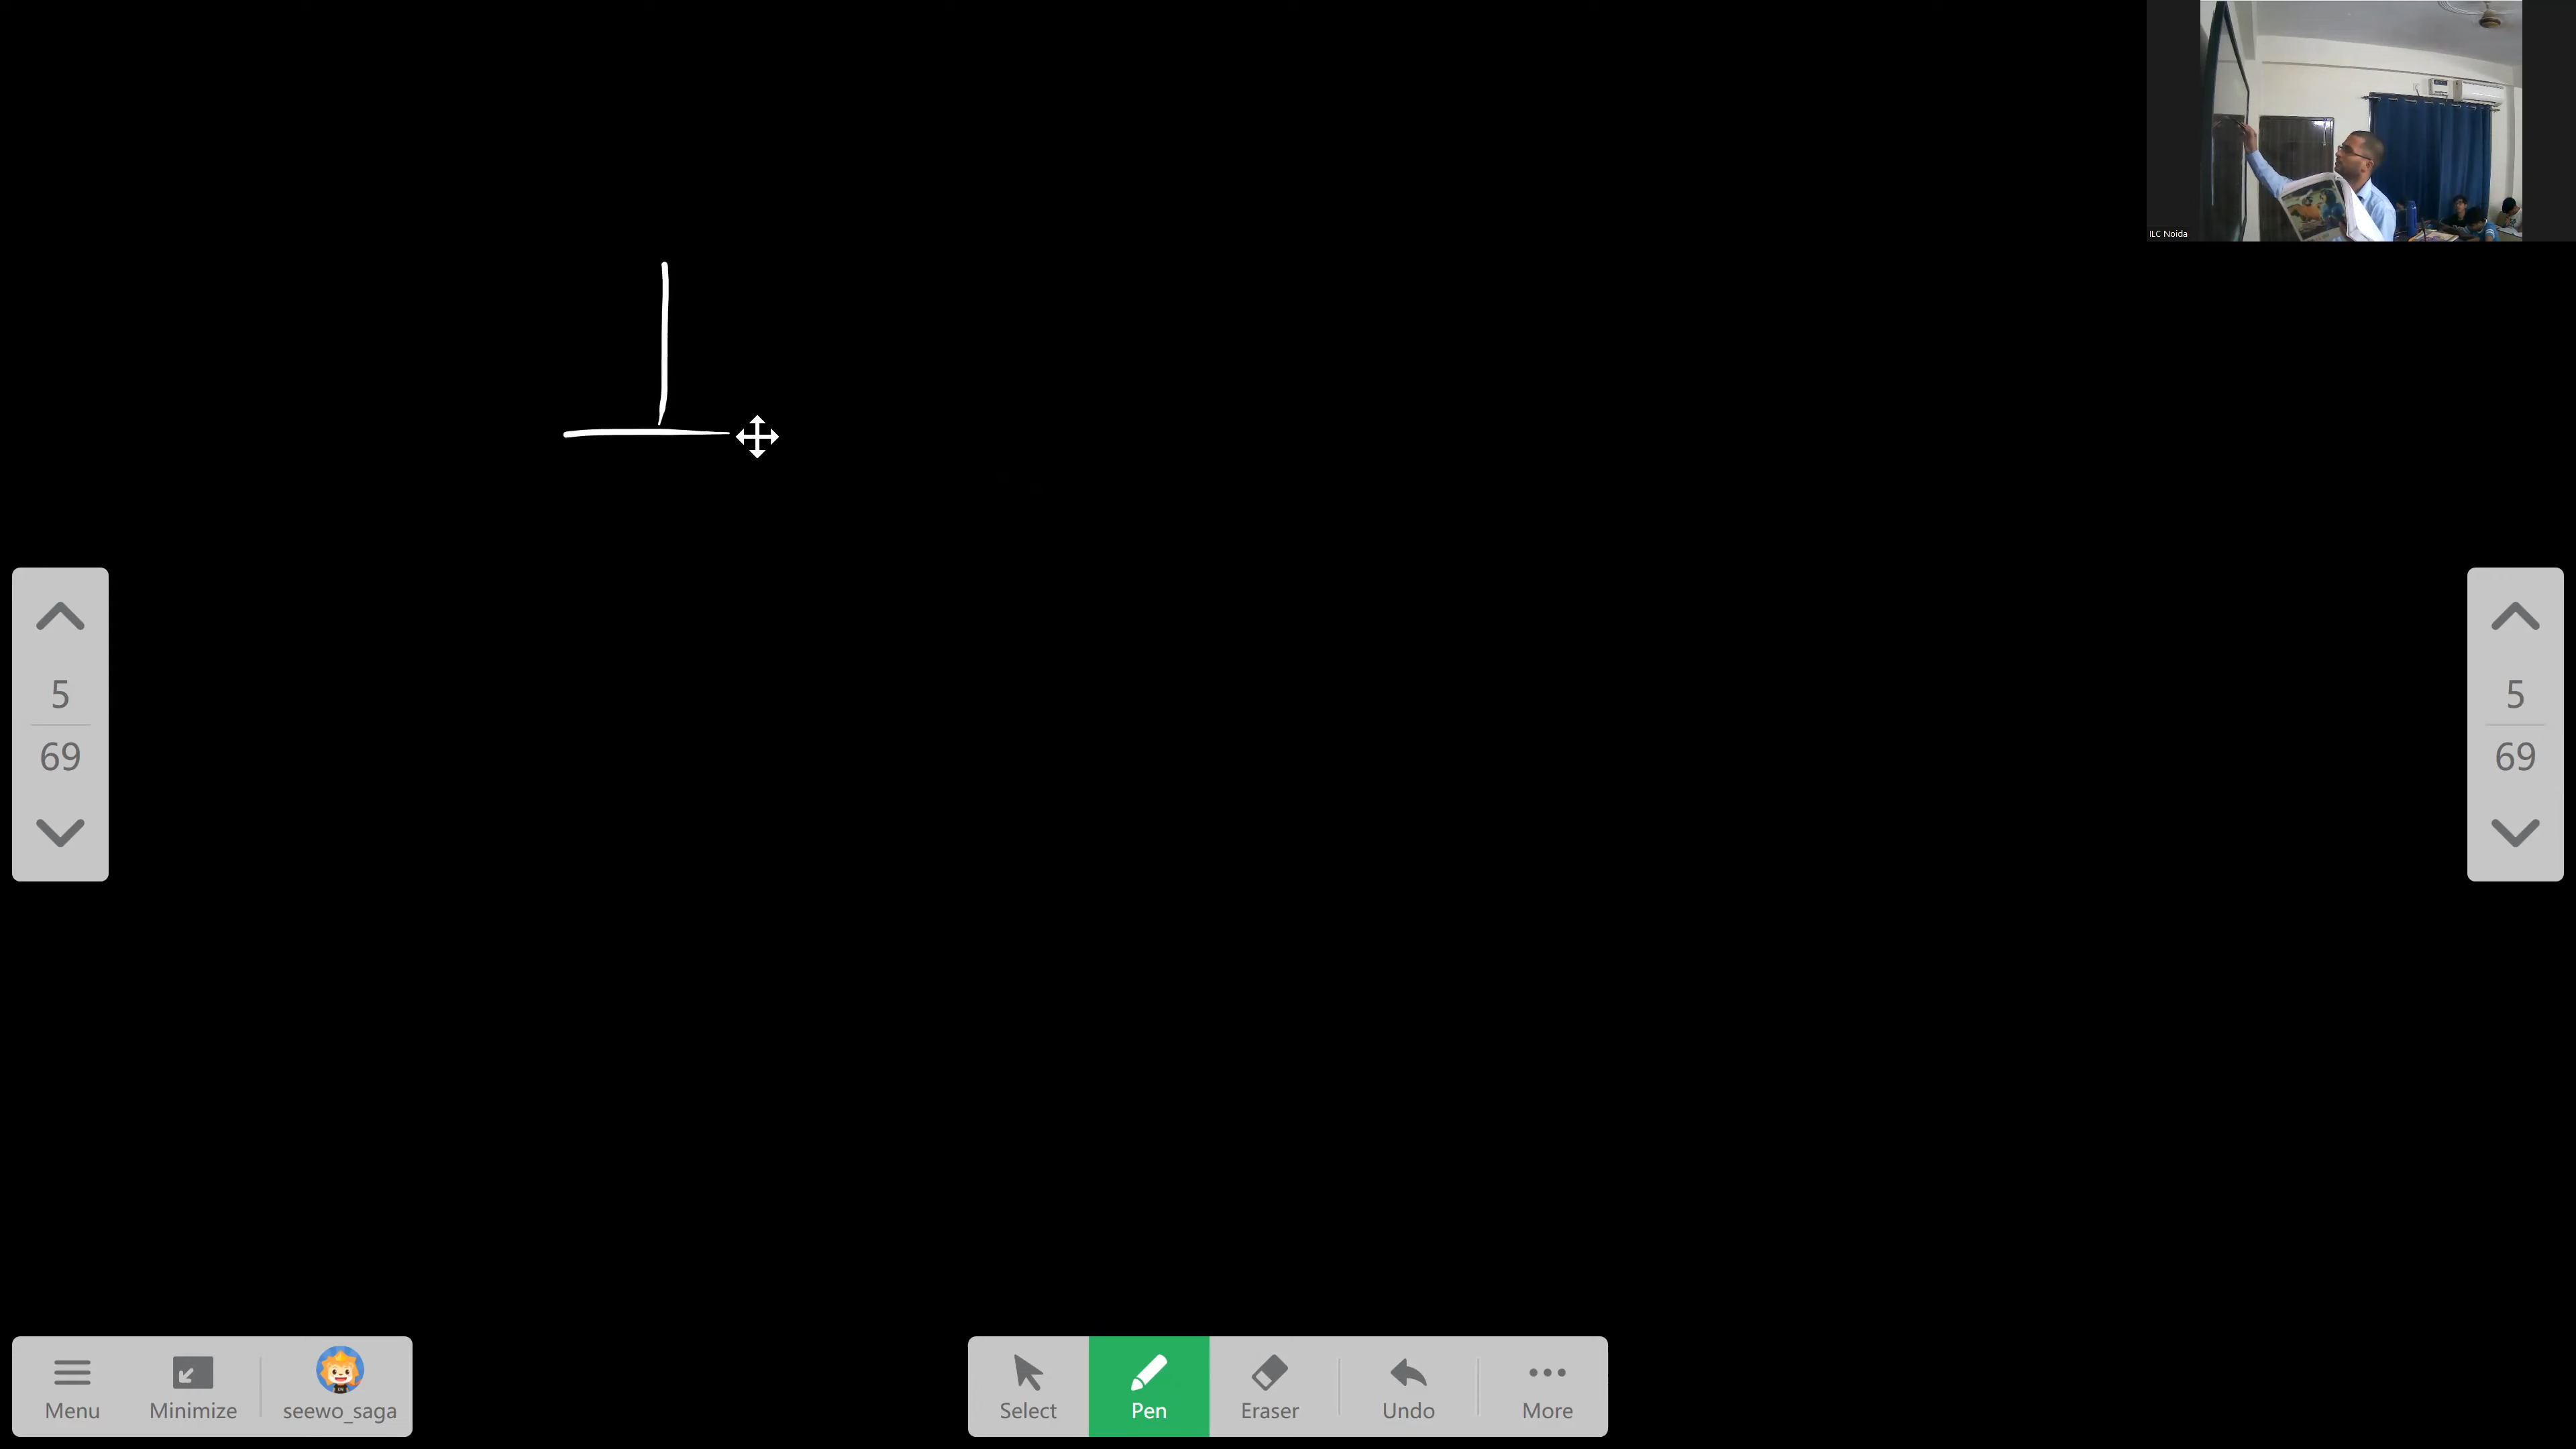 ILC Noida
5
69
5
69
Menu
Minimize
seewo_saga
Select
Pen
Eraser
Undo
More